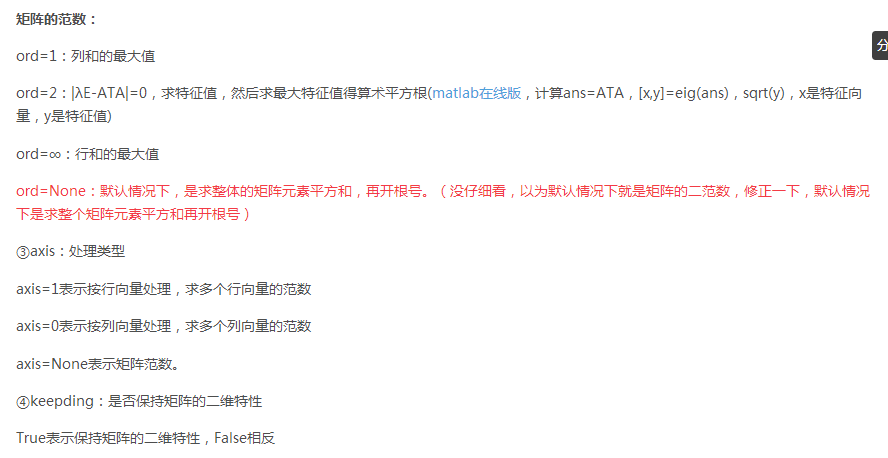 矩阵的范数：
分
ord=1：列和的最大值
ord=2：|λE-ATA|=0，求特征值，然后求最大特征值得算术平方根(matlab在线版，计算ans=ATA，[x,y]=eig(ans)，sqrt(y)，x是特征向
量，y是特征值)
ord=∞：行和的最大值
ord=None：默认情况下，是求整体的矩阵元素平方和，再开根号。（没仔细看，以为默认情况下就是矩阵的二范数，修正一下，默认情况
下是求整个矩阵元素平方和再开根号）
③axis：处理类型
axis=1表示按行向量处理，求多个行向量的范数
axis=0表示按列向量处理，求多个列向量的范数
axis=None表示矩阵范数。
④keepding：是否保持矩阵的二维特性
True表示保持矩阵的二维特性，False相反